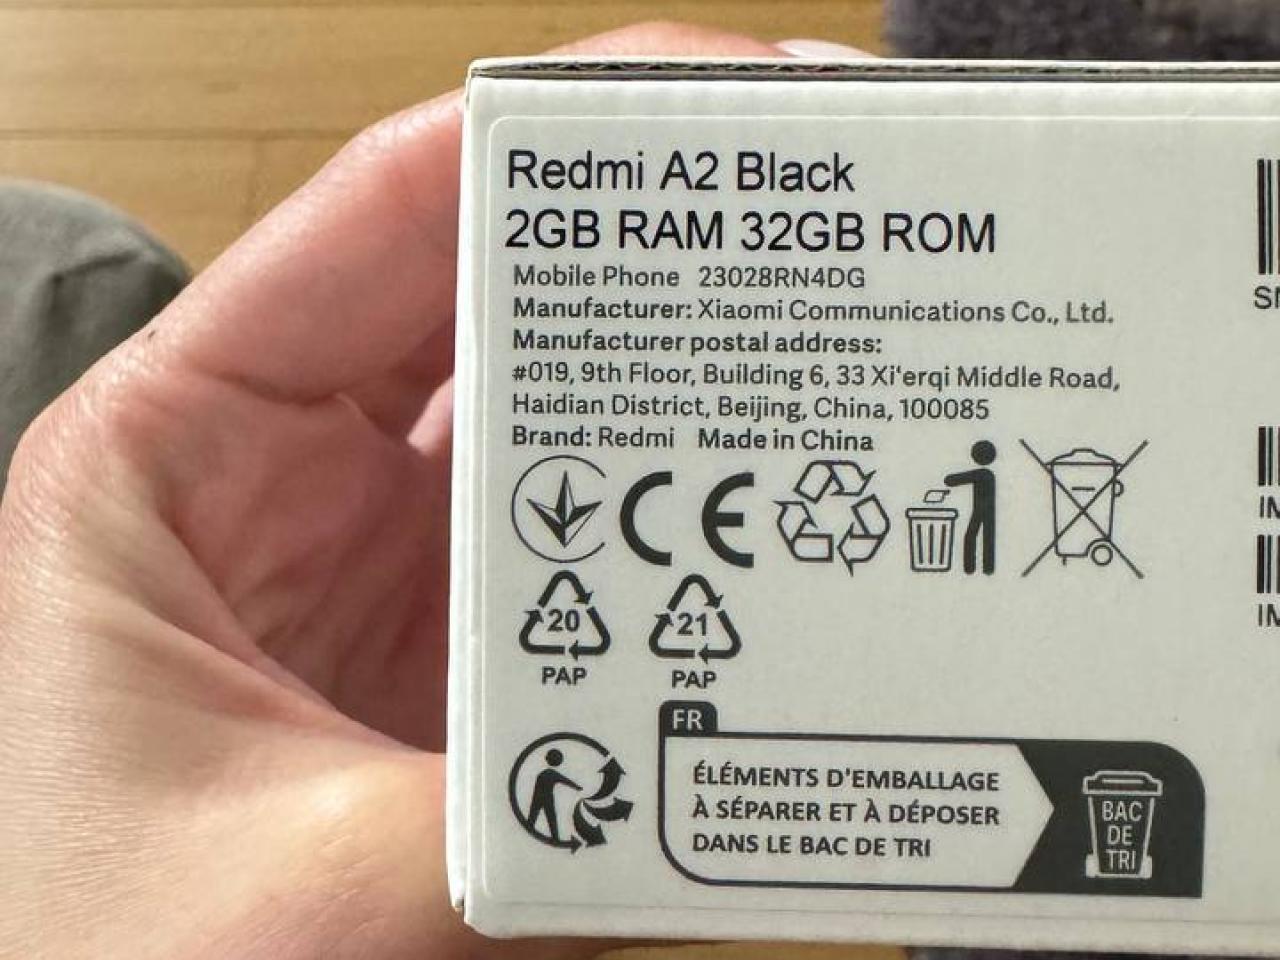 Redmi A2 Black
2GB RAM 32GB ROM
Mobile Phone 23028RN4DG
Manufacturer: Xiaomi Communications Co., Ltd.
Manufacturer postal address:
#019, 9th Floor, Building 6, 33 Xi'erqi Middle Road,
Haidian District, Beijing, China, 100085
Brand: Redmi Made in China
CE
20
PAP
21
PAP
FR
ÉLÉMENTS D'EMBALLAGE
À SÉPARER ET À DÉPOSER
DANS LE BAC DE TRI
BAC
DE
TRI